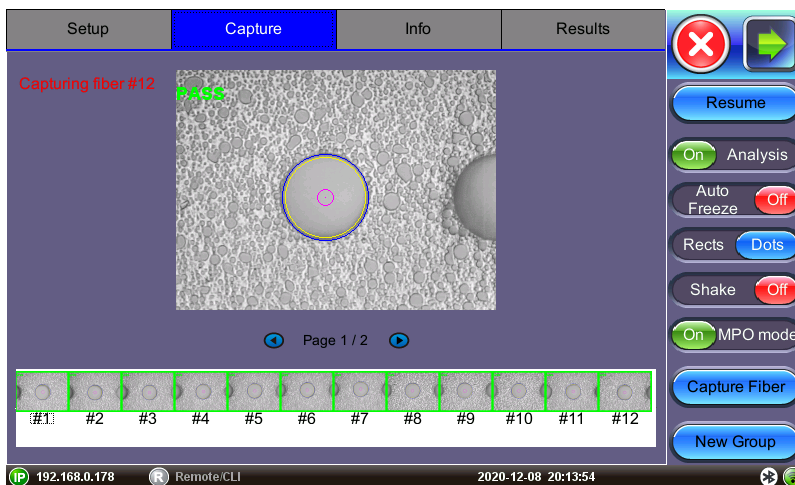 Setup
Capture
Info
Results
Capturing fiber #12
PASS
Resume
On Analysis
Auto Freeze Off
Rects Dots
Shake Off
On MPO mode
Capture Fiber
New Group
Page 1 / 2
#1 #2 #3 #4 #5 #6 #7 #8 #9 #10 #11 #12
IP 192.168.0.178 R Remote/CLI 2020-12-08 20:13:54